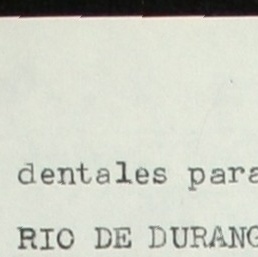 dentales para
RIO DE DURANG